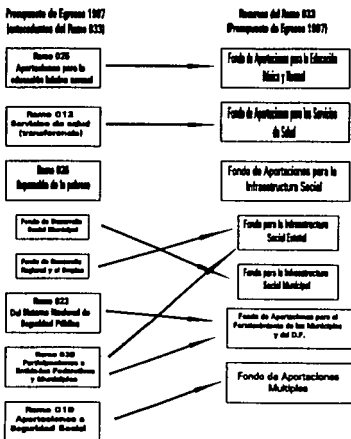 Presupuesto de Egresos 1997
(antecedentes del Ramo 033)
Ramo 025
Aportaciones para la
educación básica normal
Ramo 012
Servicios de salud
(transferencia)
Ramo 026
Superación de la pobreza
Fondo de Desarrollo
Social Municipal
Fondo de Desarrollo
Regional y el Empleo
Ramo 023
Del Sistema Nacional de
Seguridad Pública
Participaciones a
Entidades Federativas
y Municipios
Ramo 019
Aportaciones a
Seguridad Social
Recursos del Ramo 033
(Presupuesto de Egresos 1997)
Fondo de Aportaciones para la Educación
Básica y Normal
Fondo de Aportaciones para los Servicios
de Salud
Fondo de Aportaciones para la
Infraestructura Social
Fondo para la Infraestructura
Social Estatal
Fondo para la Infraestructura
Social Municipal
Fondo de Aportaciones para el
Fortalecimiento de los Municipios
y del D.F.
Fondo de Aportaciones
Multiples